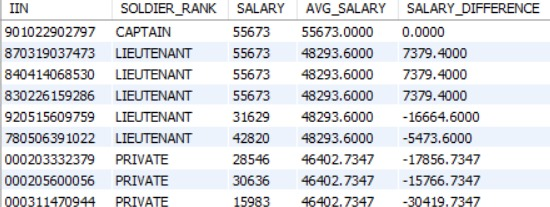 IIN SOLDIER_RANK SALARY AVG_SALARY SALARY_DIFFERENCE
901022902797 CAPTAIN 55673 55673.0000 0.0000
870319037473 LIEUTENANT 55673 48293.6000 7379.4000
840414068530 LIEUTENANT 55673 48293.6000 7379.4000
830226159286 LIEUTENANT 55673 48293.6000 7379.4000
920515609759 LIEUTENANT 31629 48293.6000 -16664.6000
780506391022 LIEUTENANT 42820 48293.6000 -5473.6000
000203332379 PRIVATE 28546 46402.7347 -17856.7347
000205600056 PRIVATE 30636 46402.7347 -15766.7347
000311470944 PRIVATE 15983 46402.7347 -30419.7347